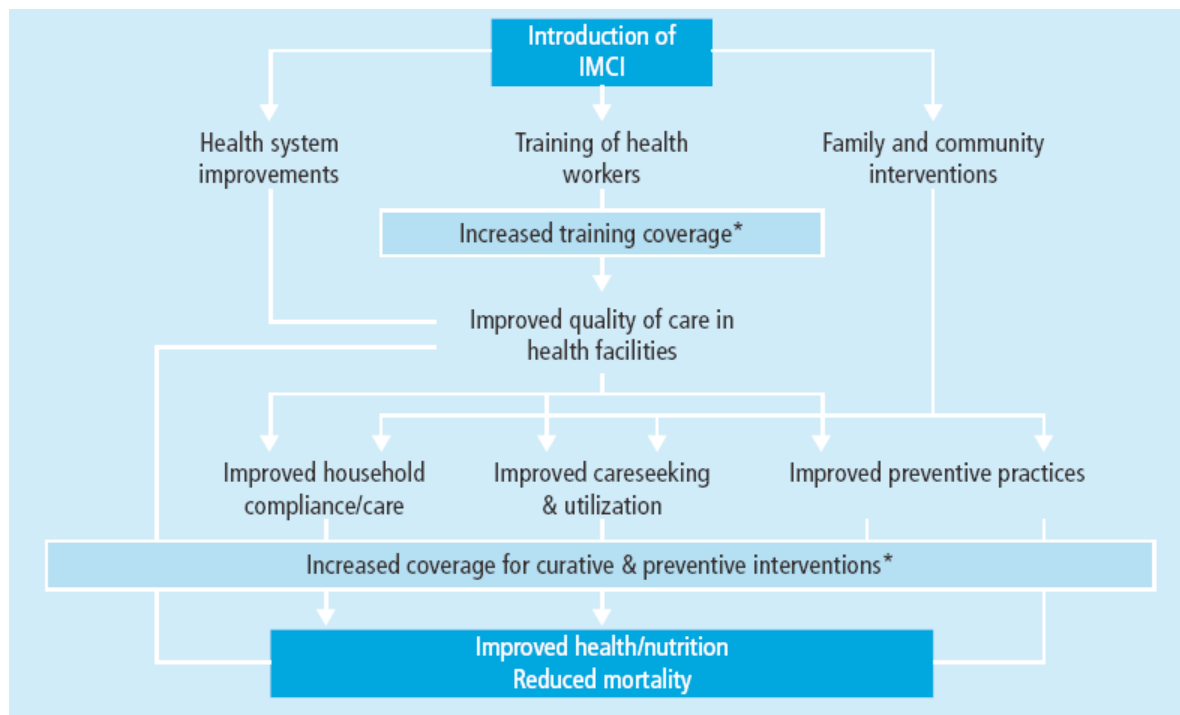 Introduction of
IMCI
Health system
improvements
Training of health
workers
Family and community
interventions
Increased training coverage*
Improved quality of care in
health facilities
Improved household
compliance/care
Improved careseeking
& utilization
Improved preventive practices
Increased coverage for curative & preventive interventions*
Improved health/nutrition
Reduced mortality